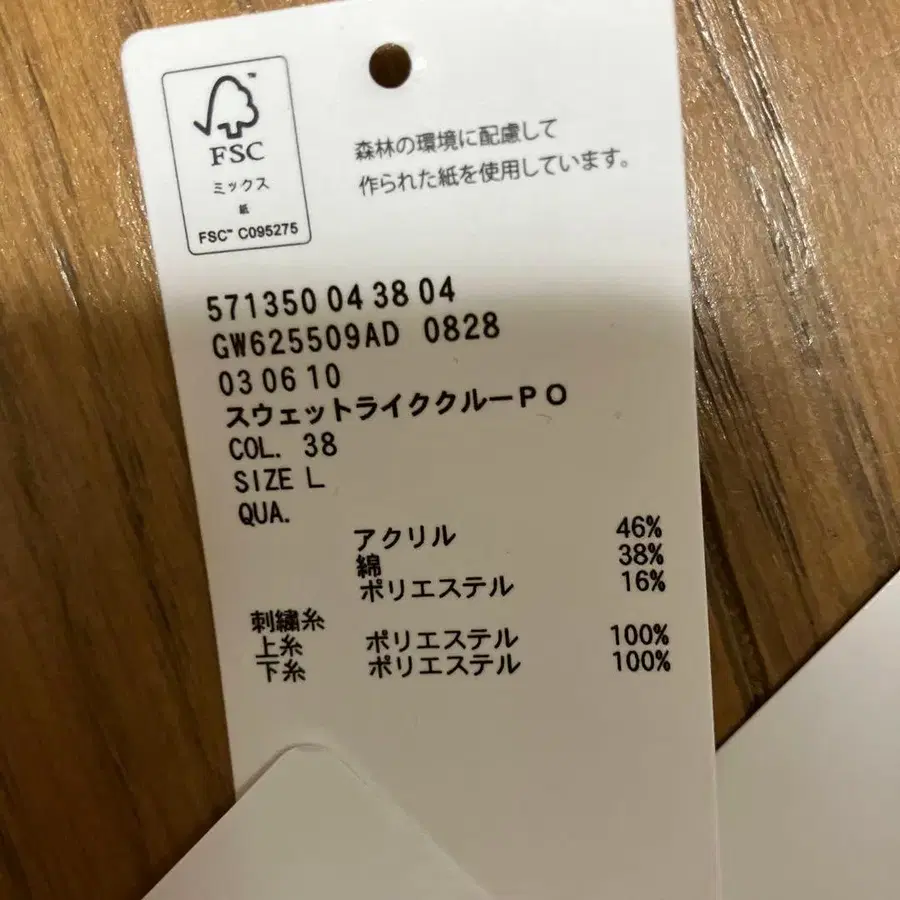 FSC™
ミックス
紙
FSC™ C095275
森林の環境に配慮して
作られた紙を使用しています。
571350 04 38 04
GW625509AD 0828
03 06 10
スウェットライククルーPO
COL. 38
SIZE L
QUA.
アクリル 46%
綿 38%
ポリエステル 16%
刺繍糸
上糸 ポリエステル 100%
下糸 ポリエステル 100%